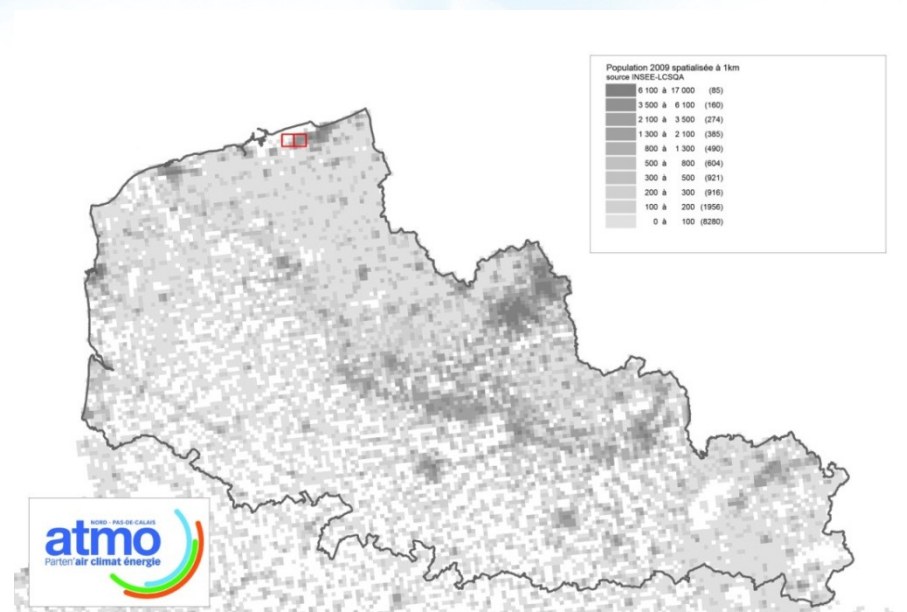 Population 2009 spatialisée à 1km
source INSEE-LCSQA
6 100 à 17 000 (85)
3 500 à 6 100 (160)
2 100 à 3 500 (274)
1 300 à 2 100 (385)
800 à 1 300 (490)
500 à 800 (604)
300 à 500 (921)
200 à 300 (916)
100 à 200 (1956)
0 à 100 (8280)
NORD - PAS-DE-CALAIS
atmo
Parten'air climat énergie